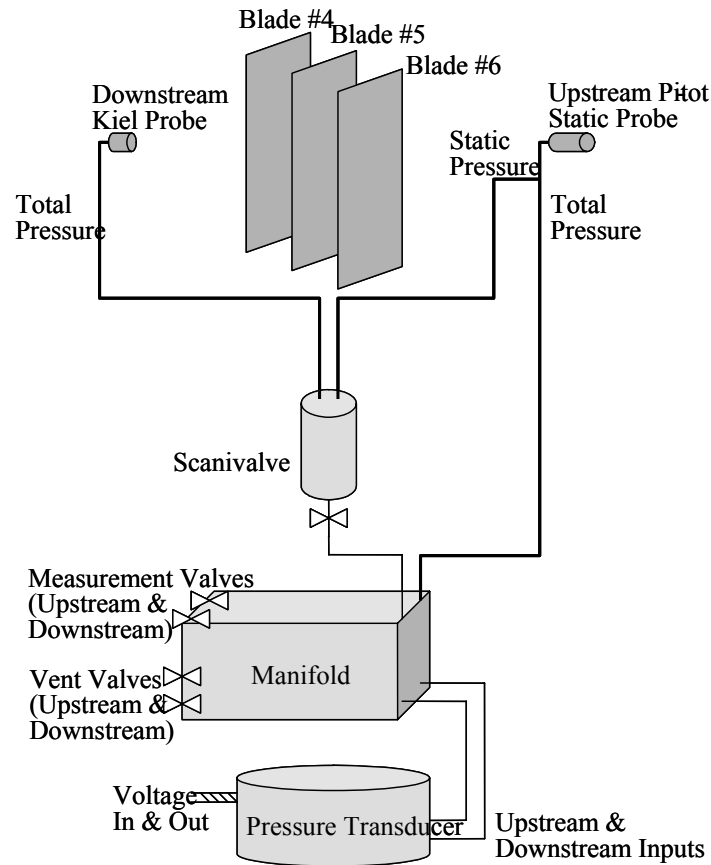 Blade #4
Blade #5
Blade #6
Downstream
Kiel Probe
Upstream Pitot
Static Probe
Static
Pressure
Total
Pressure
Total
Pressure
Scanivalve
Measurement Valves
(Upstream &
Downstream)
Manifold
Vent Valves
(Upstream &
Downstream)
Voltage
In & Out
Pressure Transducer
Upstream &
Downstream Inputs